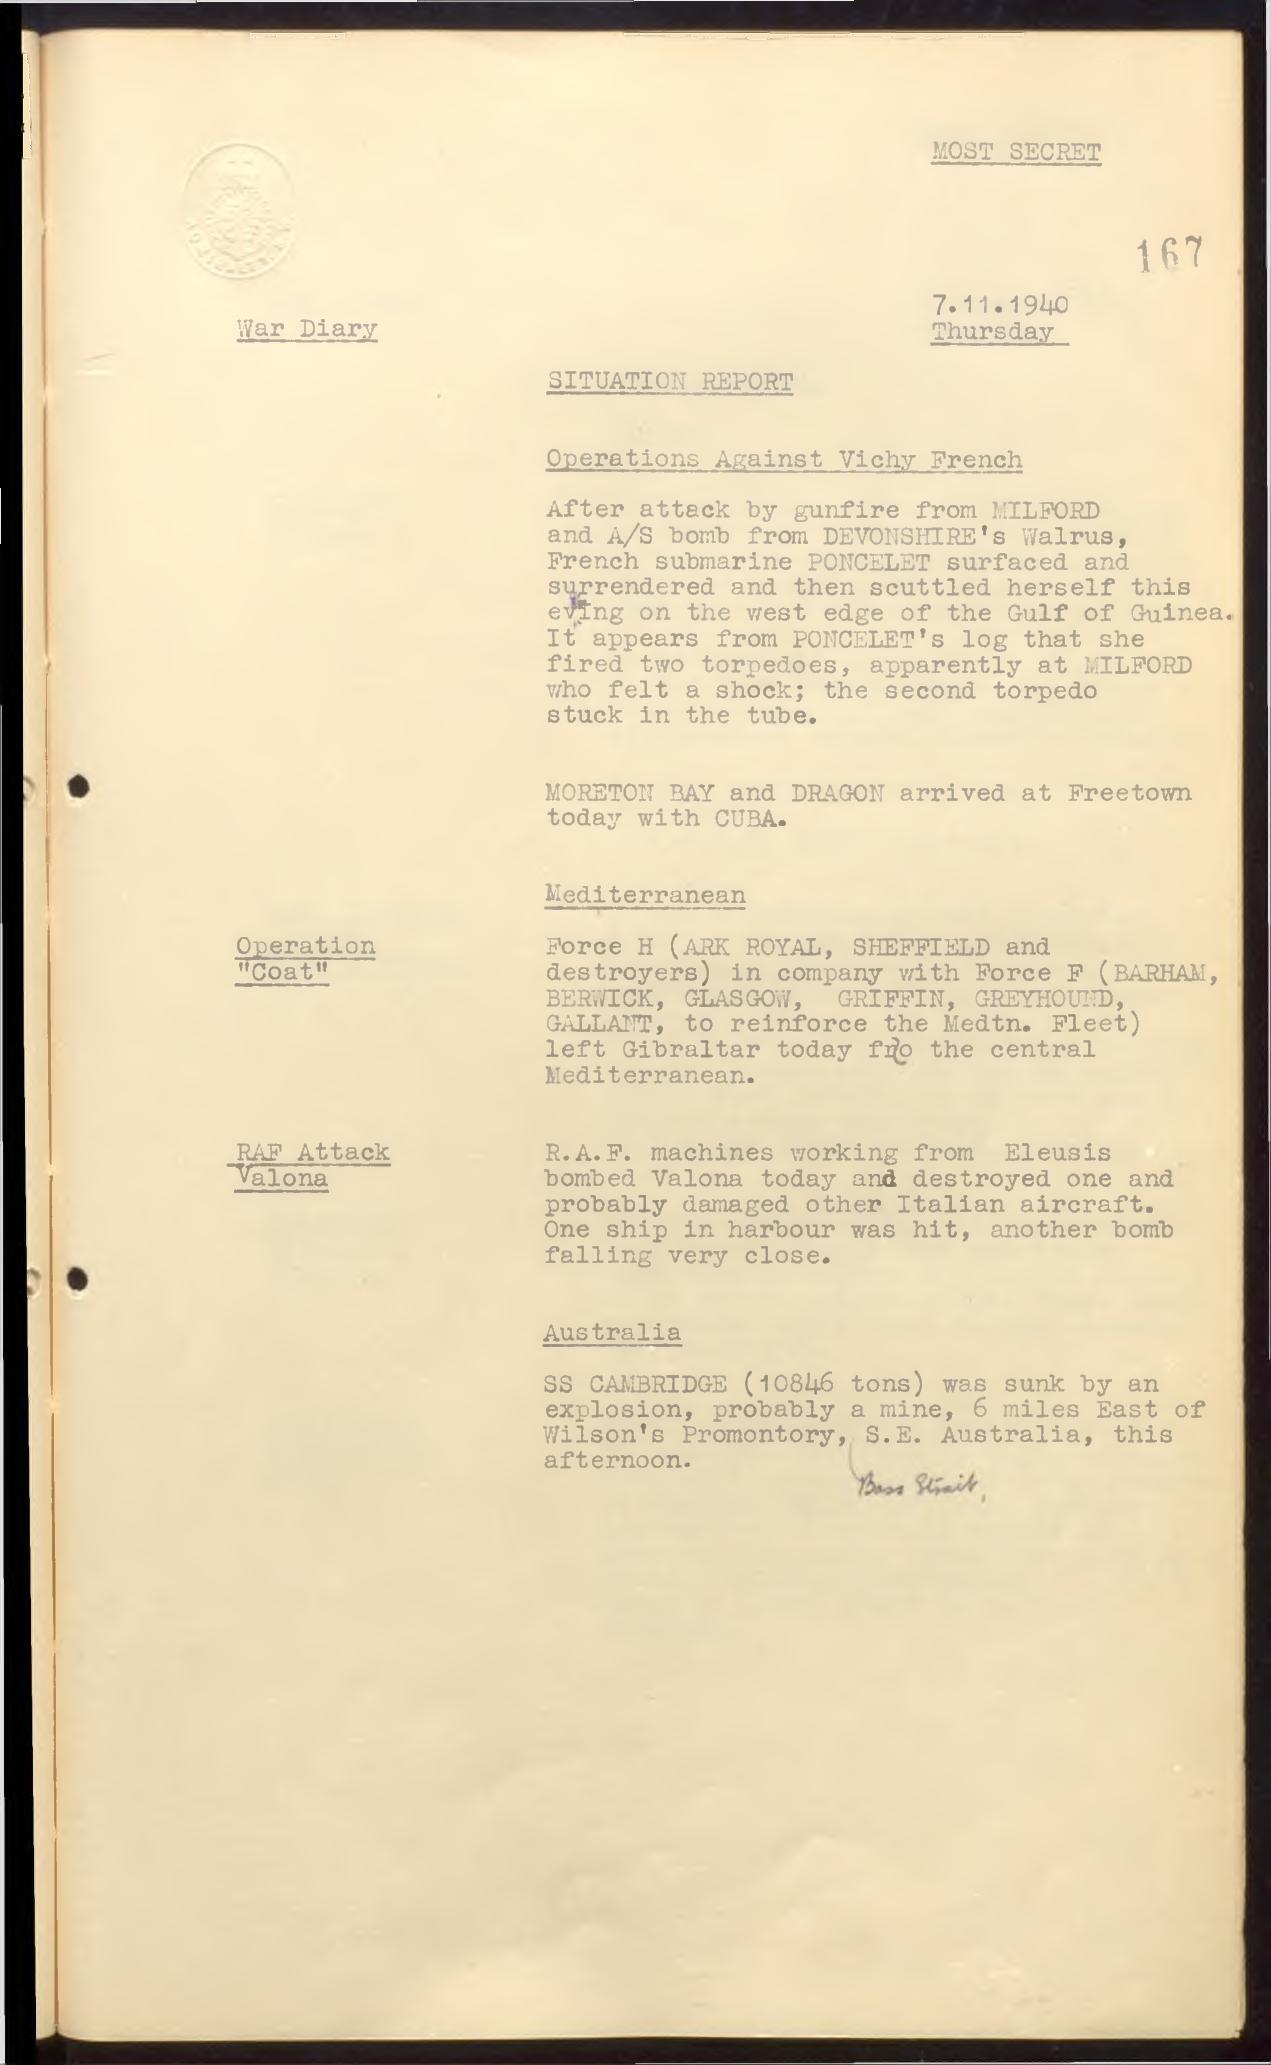 MOST SECRET
167
7.11.1940
War Diary
Thursday
SITUATION REPORT
Operations Against Vichy French
After attack by gunfire from MILFORD
and A/S bomb from DEVONSHIRE's Walrus,
French submarine PONCELET surfaced and
surrendered and then scuttled herself this
eving on the west edge of the Gulf of Guinea.
It appears from PONCELET's log that she
fired two torpedoes, apparently at MILFORD
who felt a shock; the second torpedo
stuck in the tube.
MORETON BAY and DRAGON arrived at Freetown
today with CUBA.
Mediterranean
Operation
"Coat"
Force H (ARK ROYAL, SHEFFIELD and
destroyers) in company with Force F (BARHAM,
BERWICK, GLASGOW, GRIFFIN, GREYHOUND,
GALLANT, to reinforce the Medtn. Fleet)
left Gibraltar today fro the central
Mediterranean.
RAF Attack
Valona
R.A.F. machines working from Eleusis
bombed Valona today and destroyed one and
probably damaged other Italian aircraft.
One ship in harbour was hit, another bomb
falling very close.
Australia
SS CAMBRIDGE (10846 tons) was sunk by an
explosion, probably a mine, 6 miles East of
Wilson's Promontory, S.E. Australia, this
afternoon.
Bass Strait,